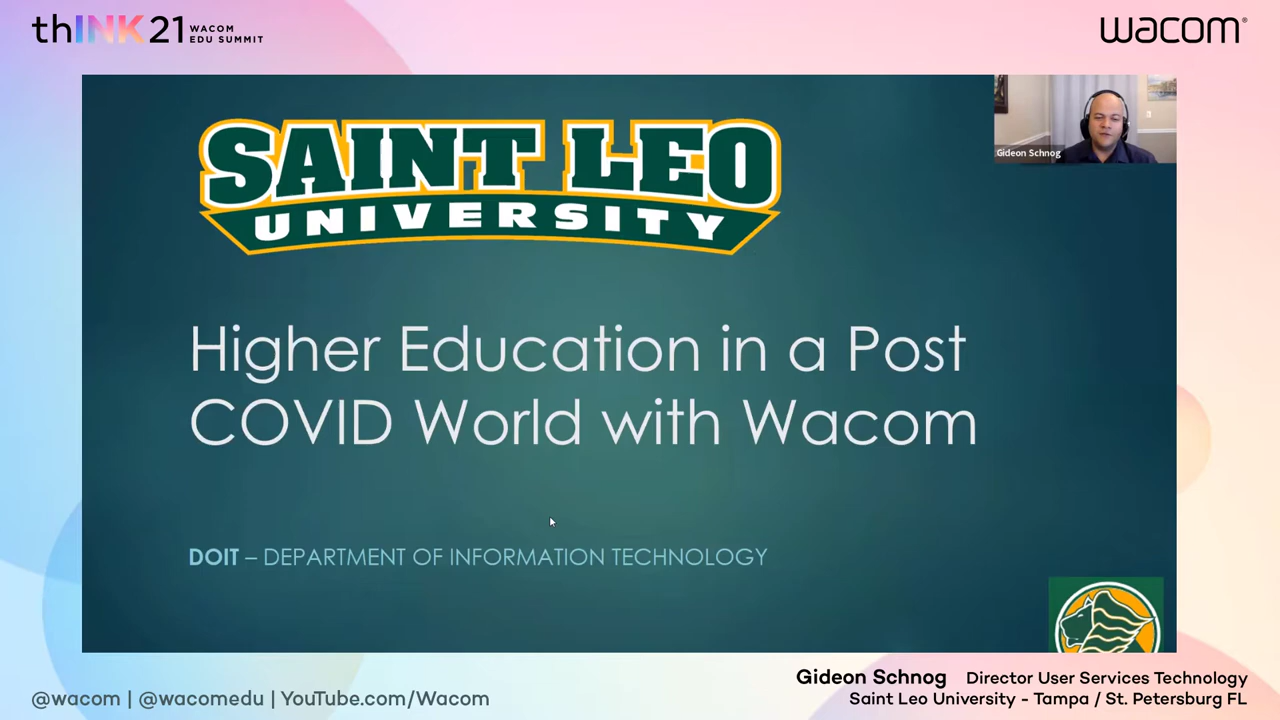 thINK21 WACOM
EDU SUMMIT
wacom®
SAINT LEO
UNIVERSITY
Gideon Schnog
Higher Education in a Post
COVID World with Wacom
DOIT – DEPARTMENT OF INFORMATION TECHNOLOGY
@wacom | @wacomedu | YouTube.com/Wacom
Gideon Schnog Director User Services Technology
Saint Leo University - Tampa / St. Petersburg FL